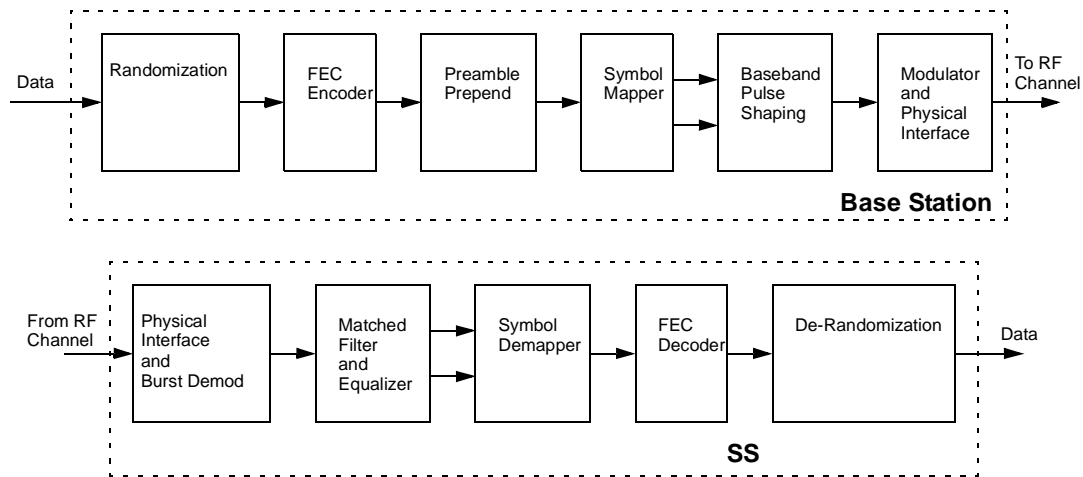 Data
Randomization
FEC
Encoder
Preamble
Prepend
Symbol
Mapper
Baseband
Pulse
Shaping
Modulator
and
Physical
Interface
To RF
Channel
Base Station
From RF
Channel
Physical
Interface
and
Burst Demod
Matched
Filter
and
Equalizer
Symbol
Demapper
FEC
Decoder
De-Randomization
Data
SS